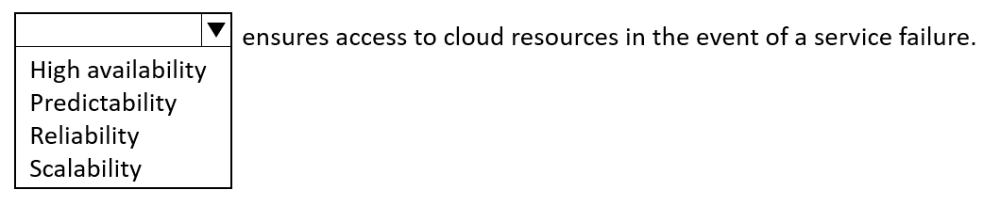 ensures access to cloud resources in the event of a service failure.
High availability
Predictability
Reliability
Scalability